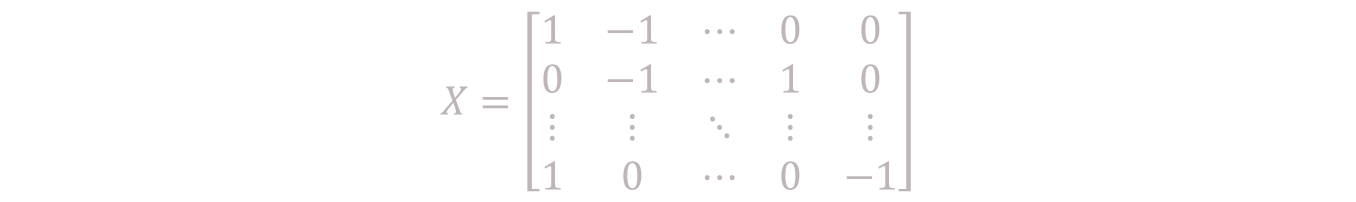 X = [1 −1 ⋯ 0 0
0 −1 ⋯ 1 0
⋮ ⋮ ⋱ ⋮ ⋮
1 0 ⋯ 0 −1]